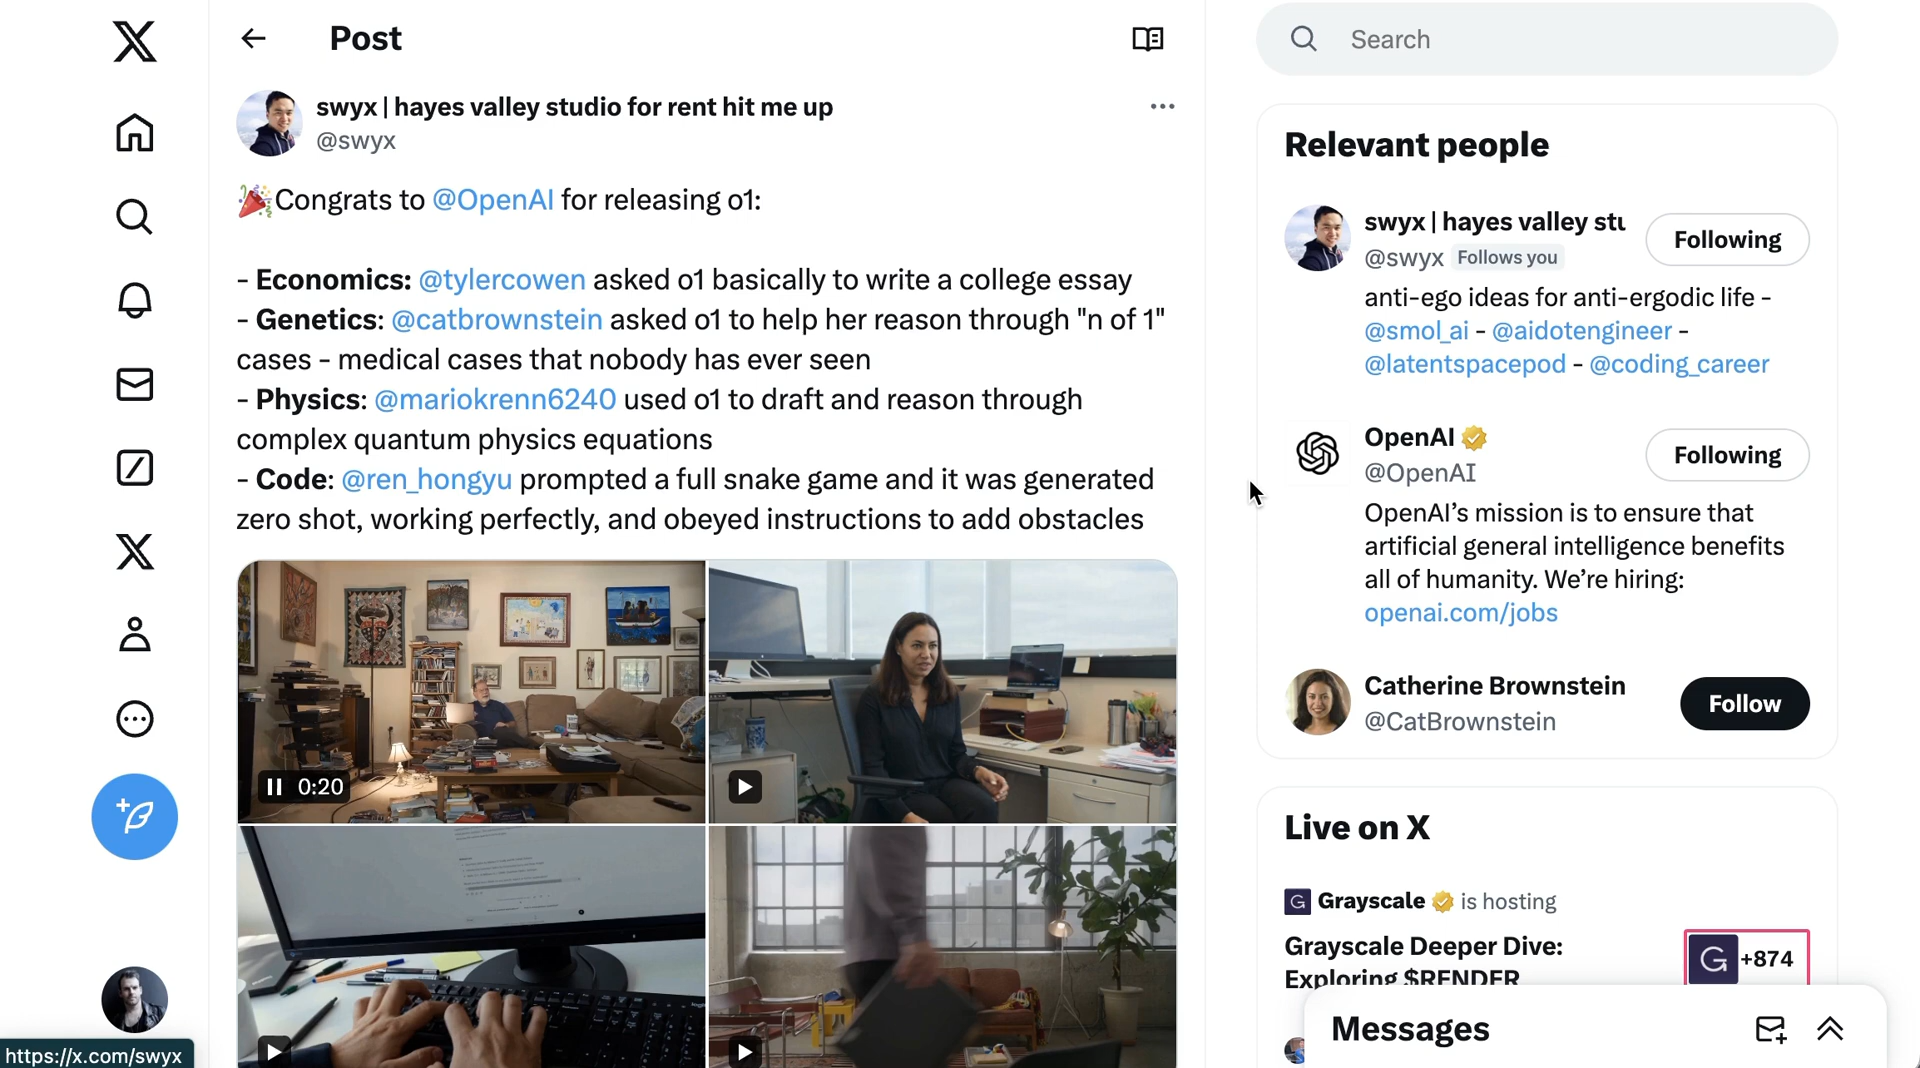 Post
swyx | hayes valley studio for rent hit me up
@swyx
🎉Congrats to @OpenAI for releasing o1:
- Economics: @tylercowen asked o1 basically to write a college essay
- Genetics: @catbrownstein asked o1 to help her reason through "n of 1"
cases - medical cases that nobody has ever seen
- Physics: @mariokrenn6240 used o1 to draft and reason through
complex quantum physics equations
- Code: @ren_hongyu prompted a full snake game and it was generated
zero shot, working perfectly, and obeyed instructions to add obstacles
0:20
https://x.com/swyx
Search
Relevant people
swyx | hayes valley stu
@swyx Follows you
Following
anti-ego ideas for anti-ergodic life -
@smol_ai - @aidotengineer -
@latentspacepod - @coding_career
OpenAI
@OpenAI
Following
OpenAI’s mission is to ensure that
artificial general intelligence benefits
all of humanity. We’re hiring:
openai.com/jobs
Catherine Brownstein
@CatBrownstein
Follow
Live on X
Grayscale is hosting
Grayscale Deeper Dive:
Exploring $RENDER
+874
Messages